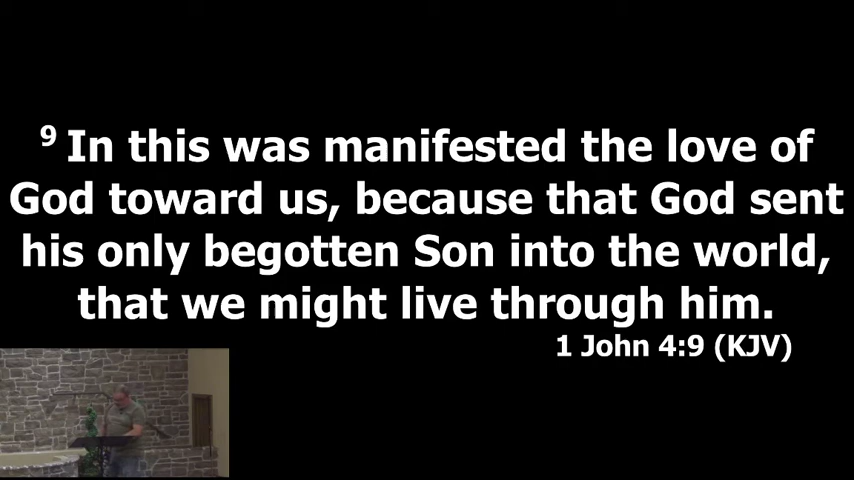 9 In this was manifested the love of
God toward us, because that God sent
his only begotten Son into the world,
that we might live through him.
1 John 4:9 (KJV)